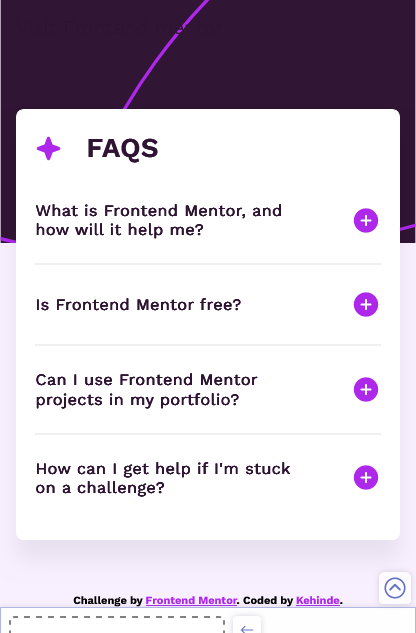 FAQS
What is Frontend Mentor, and
how will it help me?
Is Frontend Mentor free?
Can I use Frontend Mentor
projects in my portfolio?
How can I get help if I'm stuck
on a challenge?
Challenge by Frontend Mentor. Coded by Kehinde.